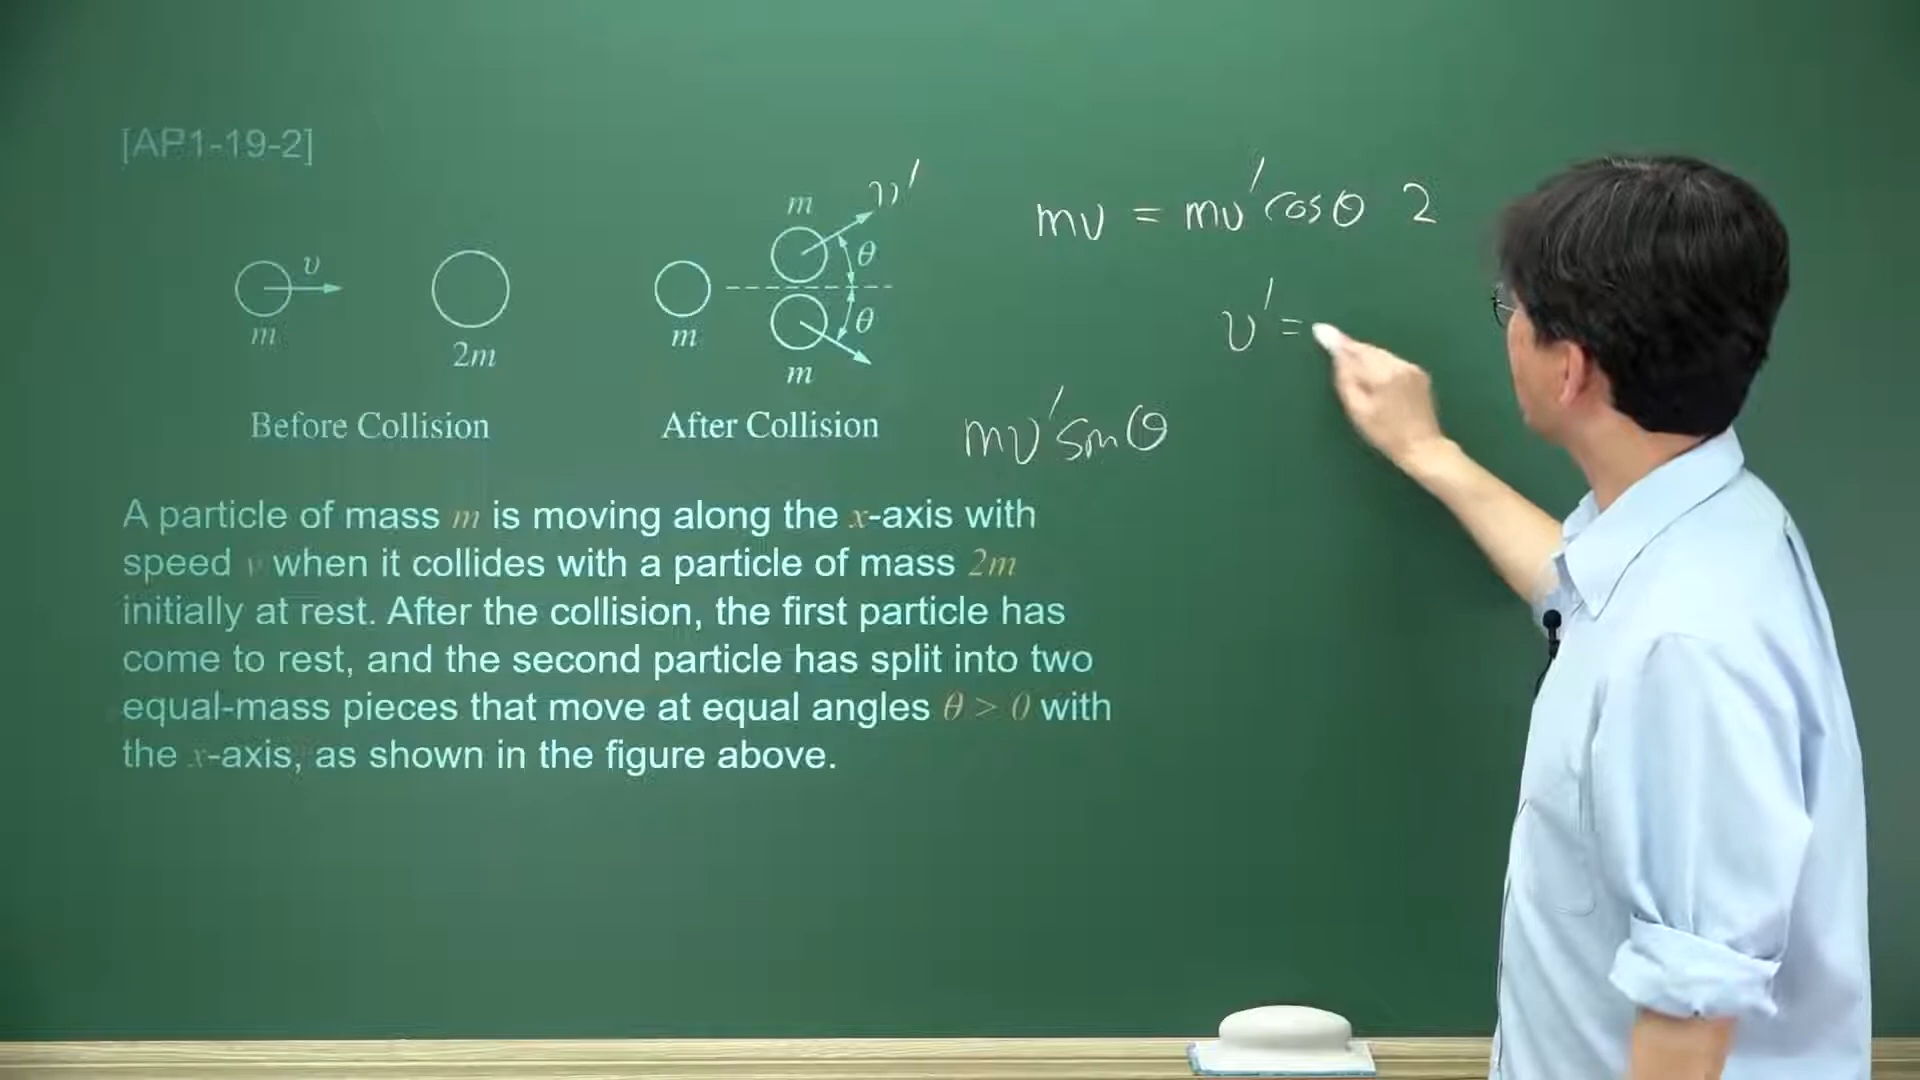 [AP1-19-2]
m
v'
v
θ
θ
m
2m
m
m
Before Collision
After Collision
mv = mv' cosθ 2
v' =
mv' sinθ
A particle of mass m is moving along the x-axis with
speed v when it collides with a particle of mass 2m
initially at rest. After the collision, the first particle has
come to rest, and the second particle has split into two
equal-mass pieces that move at equal angles θ > 0 with
the x-axis, as shown in the figure above.